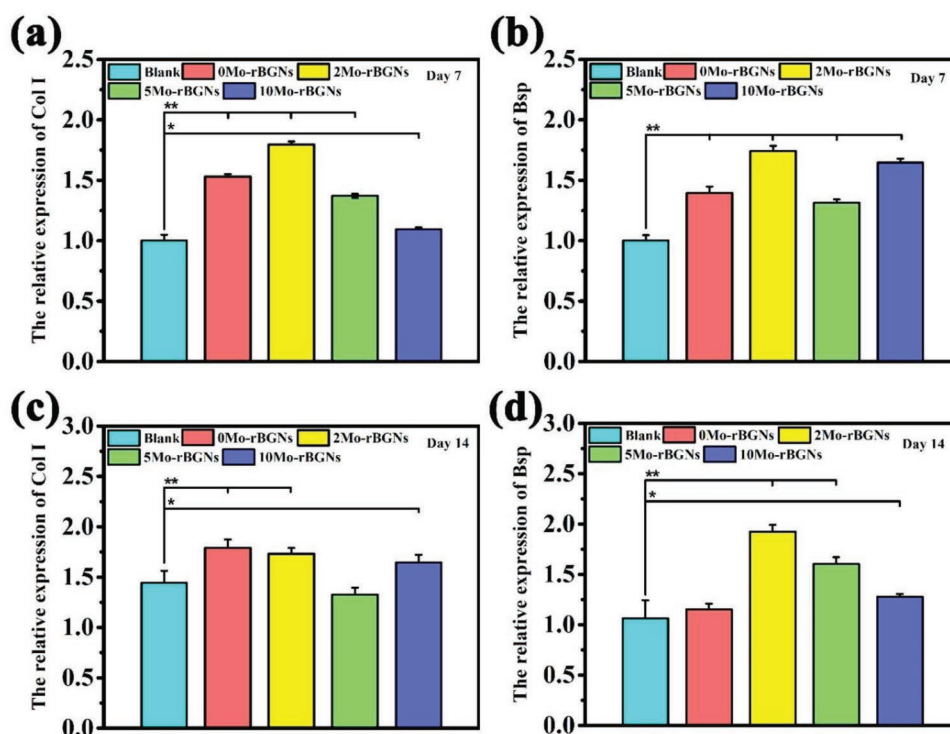 (a)
The relative expression of Col I
2.5
2.0
1.5
1.0
0.5
0.0
Blank 0Mo-rBGNs 2Mo-rBGNs Day 7
5Mo-rBGNs 10Mo-rBGNs
**
*
(b)
The relative expression of Bsp
2.5
2.0
1.5
1.0
0.5
0.0
Blank 0Mo-rBGNs 2Mo-rBGNs Day 7
5Mo-rBGNs 10Mo-rBGNs
**
(c)
The relative expression of Col I
3.0
2.5
2.0
1.5
1.0
0.5
0.0
Blank 0Mo-rBGNs 2Mo-rBGNs Day 14
5Mo-rBGNs 10Mo-rBGNs
**
*
(d)
The relative expression of Bsp
3.0
2.5
2.0
1.5
1.0
0.5
0.0
Blank 0Mo-rBGNs 2Mo-rBGNs Day 14
5Mo-rBGNs 10Mo-rBGNs
**
*